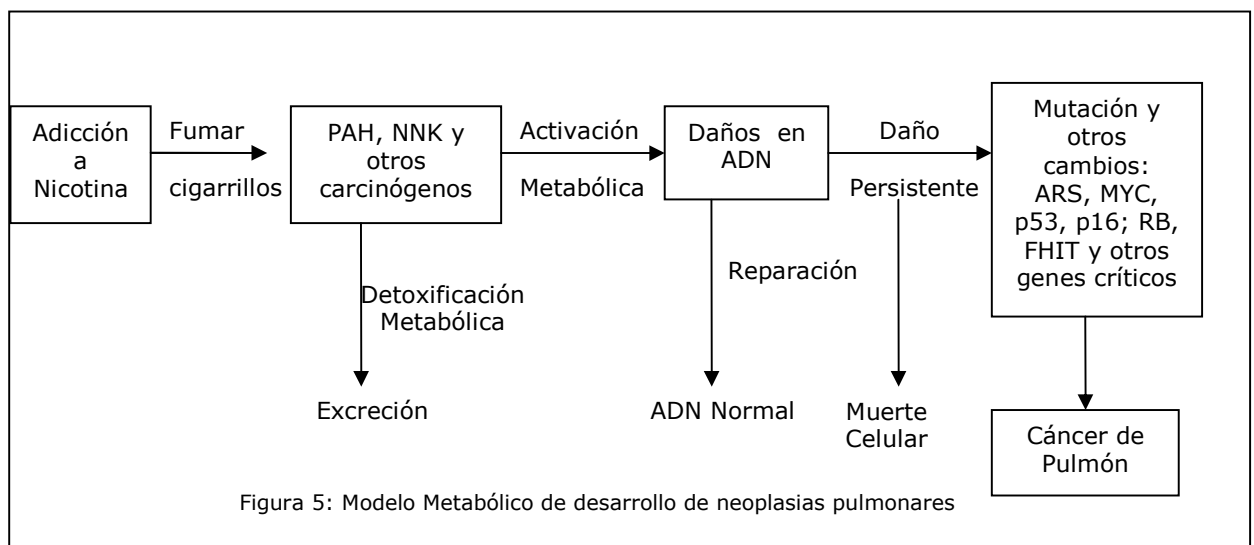 Adicción
a
Nicotina
Fumar
cigarrillos
PAH, NNK y
otros
carcinógenos
Activación
Metabólica
Daños en
ADN
Daño
Persistente
Mutación y
otros
cambios:
ARS, MYC,
p53, p16; RB,
FHIT y otros
genes críticos
Detoxificación
Metabólica
Reparación
Excreción
ADN Normal
Muerte
Celular
Cáncer de
Pulmón
Figura 5: Modelo Metabólico de desarrollo de neoplasias pulmonares